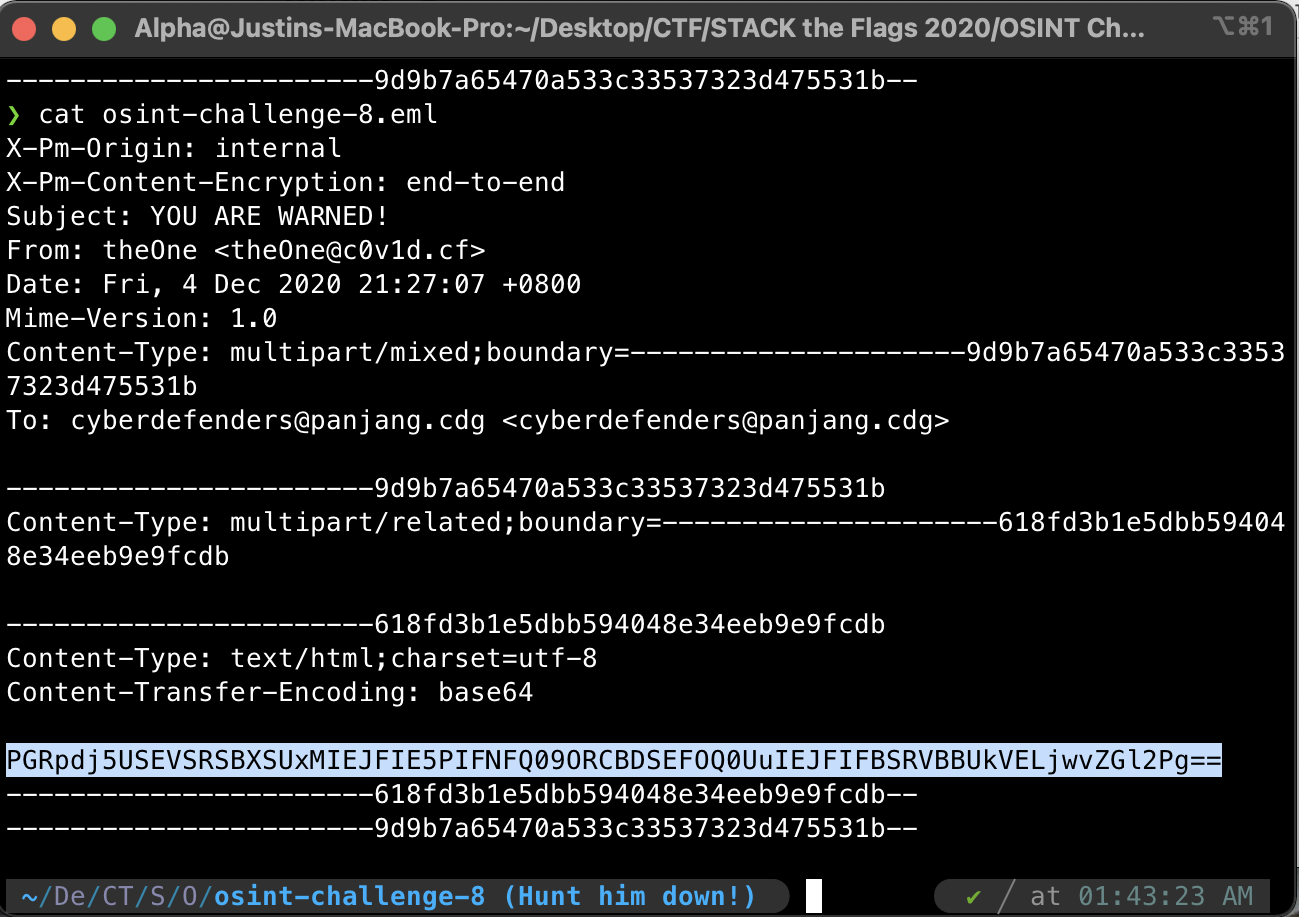 Alpha@Justins-MacBook-Pro:~/Desktop/CTF/STACK the Flags 2020/OSINT Ch... ⌥⌘1
-----------------------9d9b7a65470a533c33537323d475531b--
❯ cat osint-challenge-8.eml
X-Pm-Origin: internal
X-Pm-Content-Encryption: end-to-end
Subject: YOU ARE WARNED!
From: theOne <theOne@c0v1d.cf>
Date: Fri, 4 Dec 2020 21:27:07 +0800
Mime-Version: 1.0
Content-Type: multipart/mixed;boundary=---------------------9d9b7a65470a533c3353
7323d475531b
To: cyberdefenders@panjang.cdg <cyberdefenders@panjang.cdg>
-----------------------9d9b7a65470a533c33537323d475531b
Content-Type: multipart/related;boundary=---------------------618fd3b1e5dbb59404
8e34eeb9e9fcdb
-----------------------618fd3b1e5dbb594048e34eeb9e9fcdb
Content-Type: text/html;charset=utf-8
Content-Transfer-Encoding: base64
PGRpdj5USEVSRSBXSUxMIEJFIE5PIFNFQ09ORCBDSEFOQ0UuIEJFIFBSRVBBUkVELjwvZGl2Pg==
-----------------------618fd3b1e5dbb594048e34eeb9e9fcdb--
-----------------------9d9b7a65470a533c33537323d475531b--
~/De/CT/S/O/osint-challenge-8 (Hunt him down!) ✔ / at 01:43:23 AM